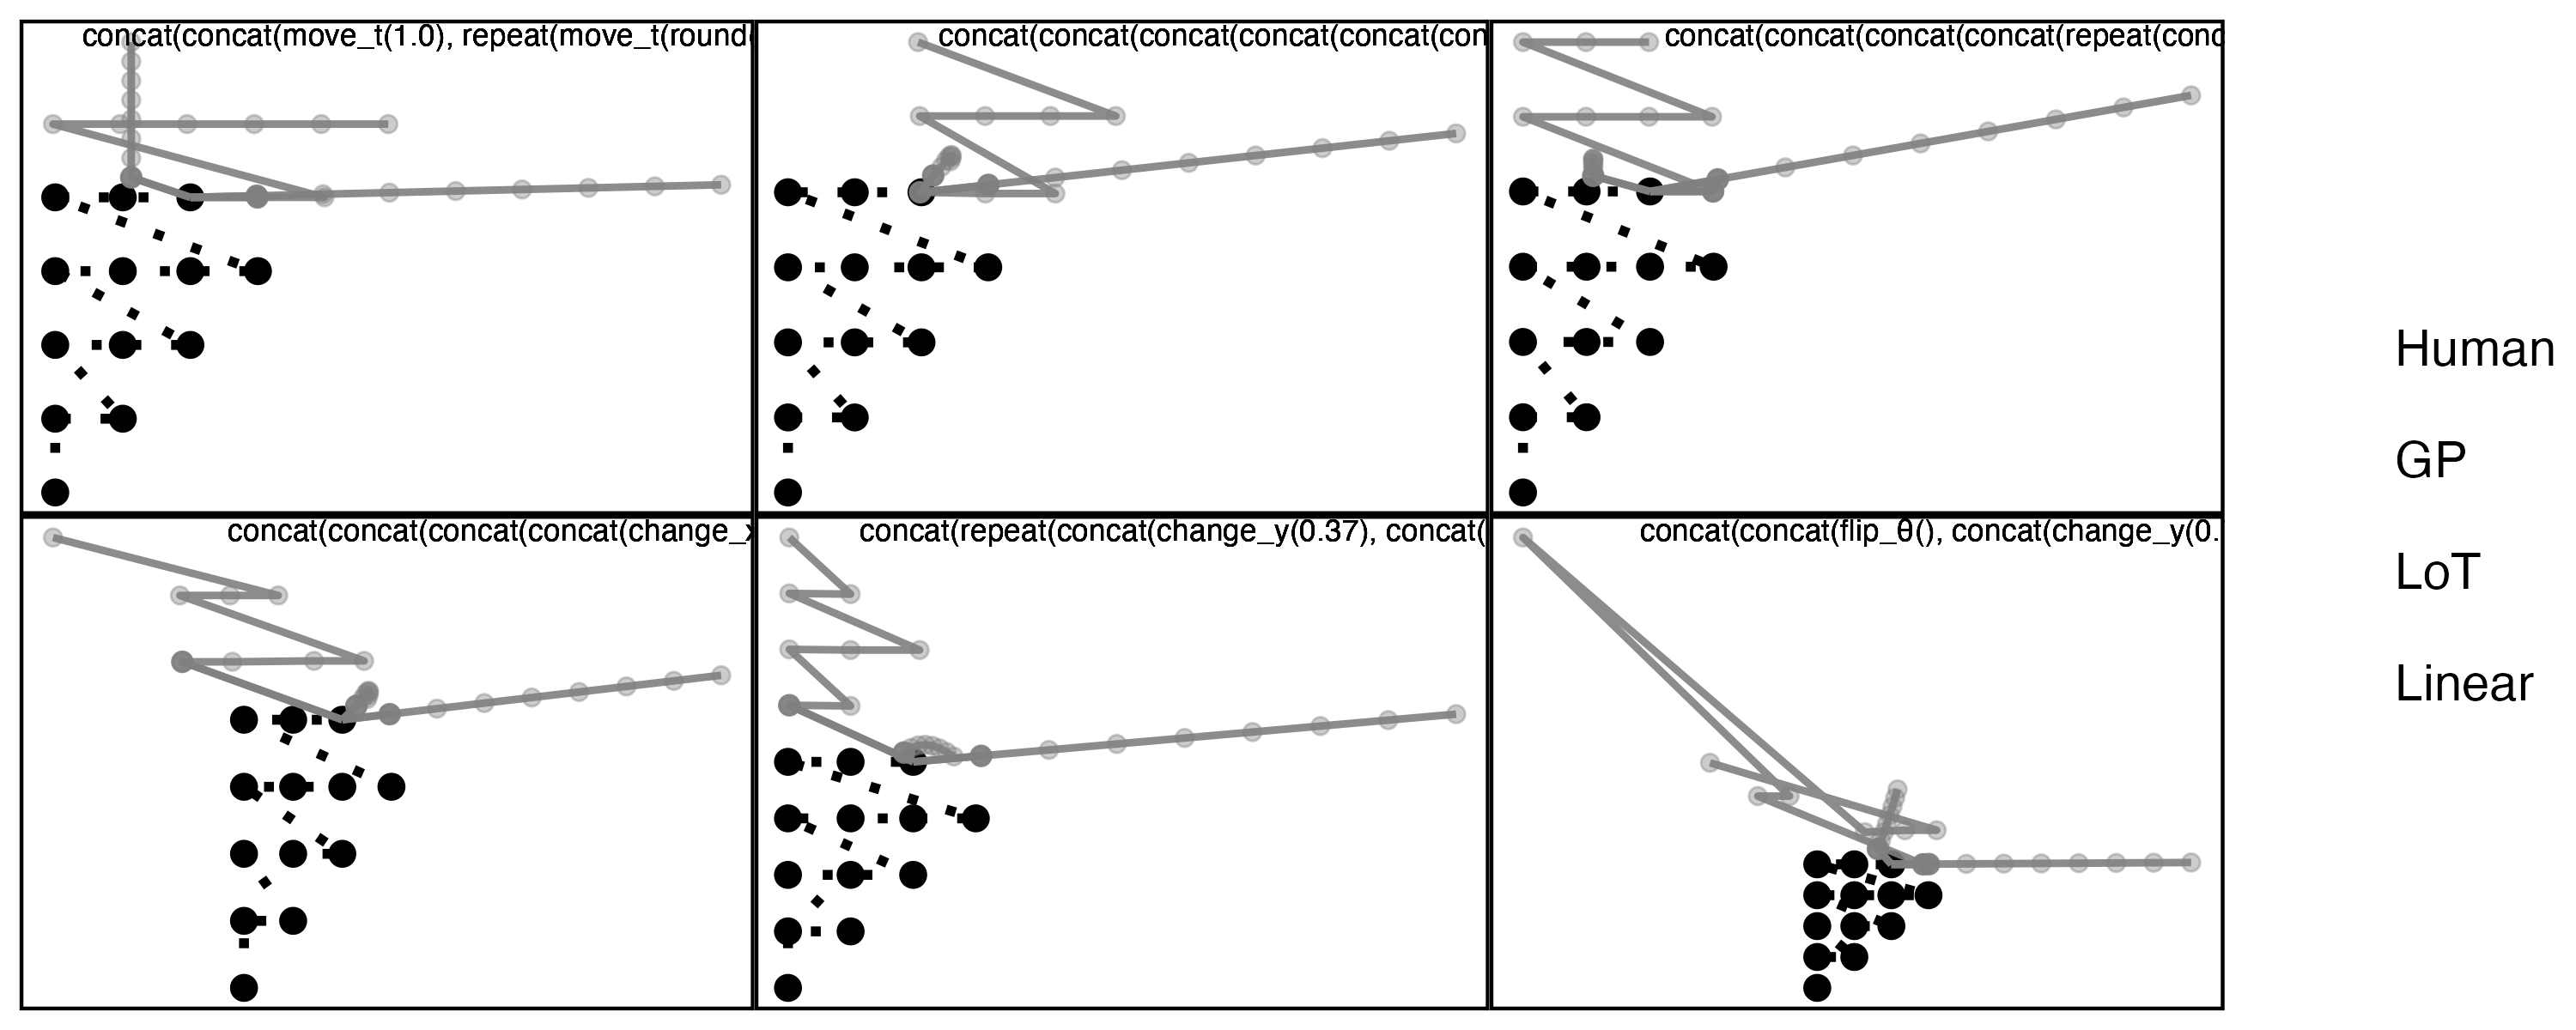 concat(concat(move_t(1.0), repeat(move_t(round(
concat(concat(concat(concat(concat(con
concat(concat(concat(concat(repeat(conc
concat(concat(concat(concat(change_x
concat(repeat(concat(change_y(0.37), concat(
concat(concat(flip_θ(), concat(change_y(0.
Human
GP
LoT
Linear